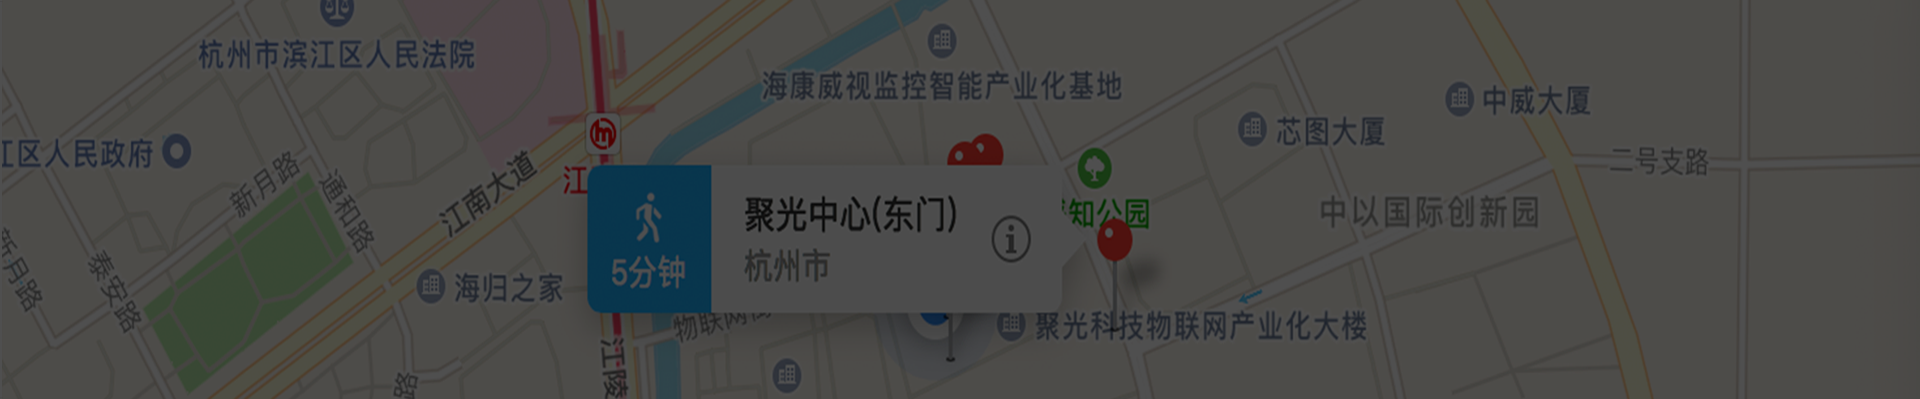 杭州市滨江区人民法院
海康威视监控智能产业化基地
中威大厦
芯图大厦
江区人民政府
二号支路
新月路
通和路
江南大道
江
聚光中心(东门)
知公园
中以国际创新园
5分钟
杭州市
新月路
泰安路
海归之家
物联网街
聚光科技物联网产业化大楼
江陵
路